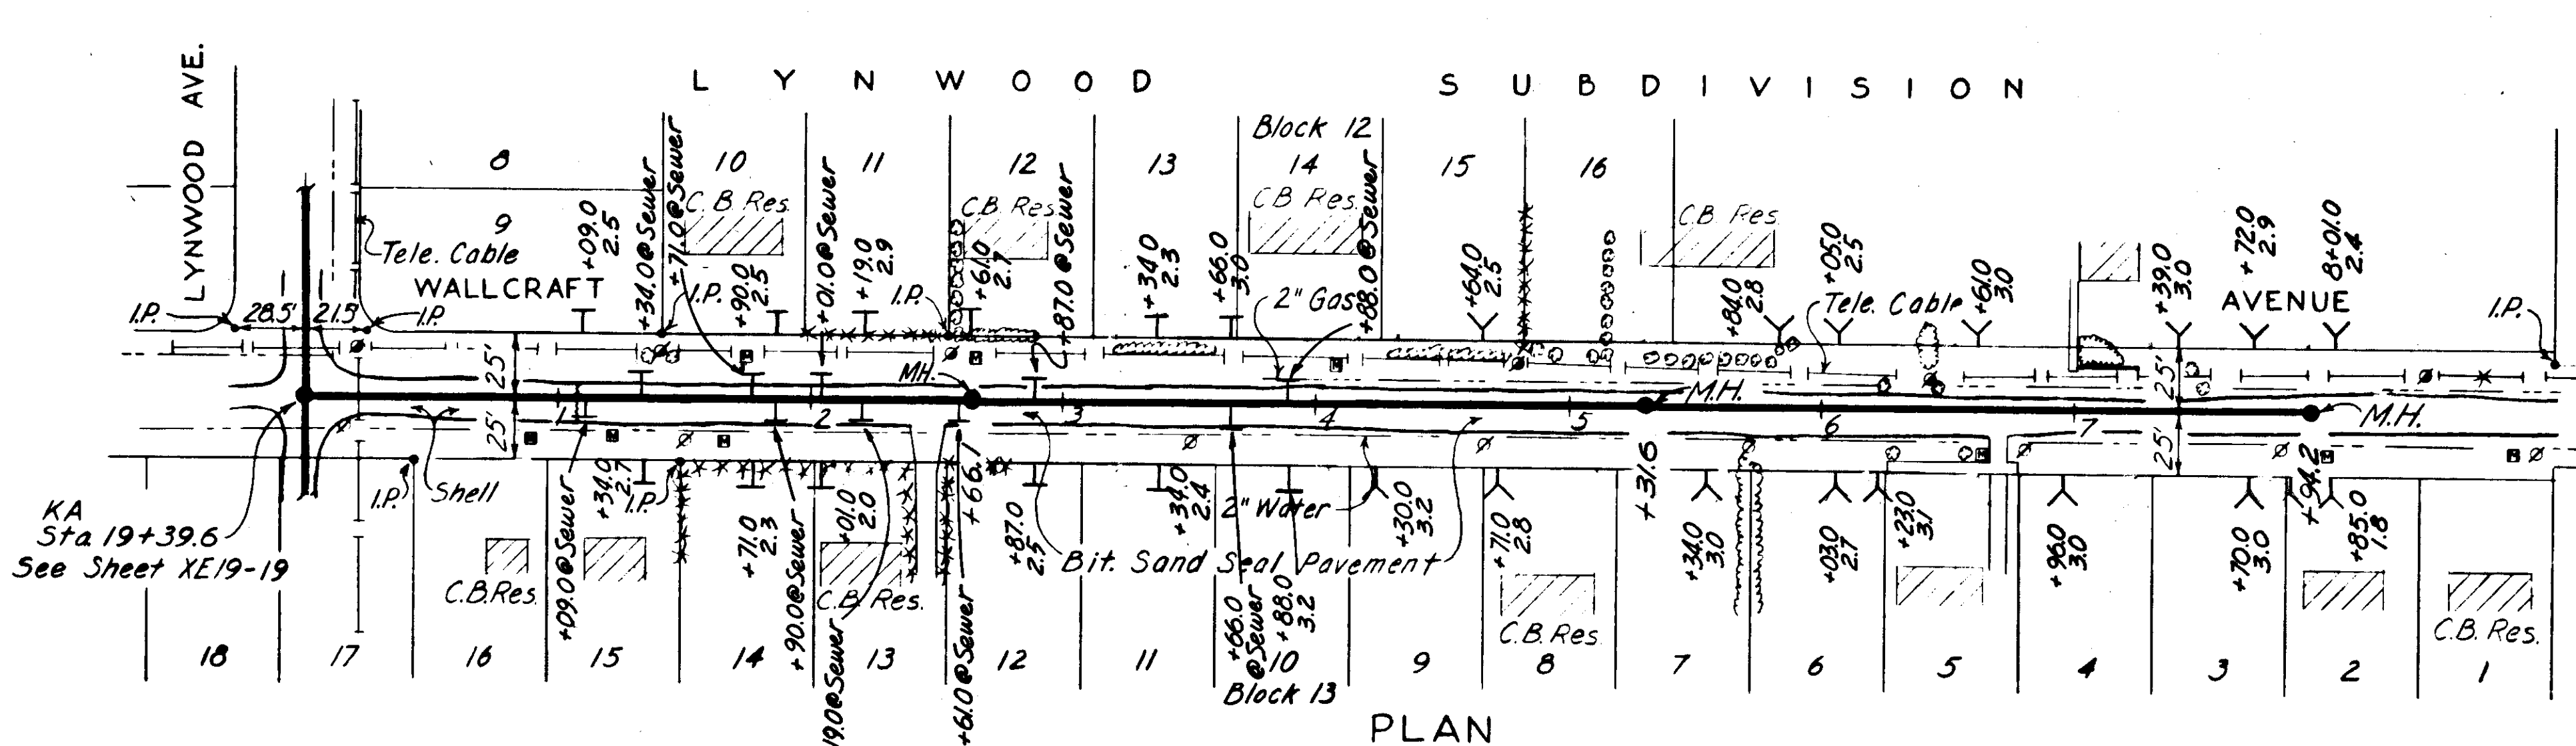 LYNWOOD SUBDIVISION
LYNWOOD AVE.
Block 12
8
10
11
12
13
14
15
16
9
C.B. Res.
C.B. Res
C.B. Res.
C.B. Res.
Tele. Cable
WALLCRAFT
AVENUE
+09.0
2.5
+34.0@Sewer
+71.0@Sewer
+90.0
2.5
+01.0@Sewer
+19.0
2.9
+61.0
2.7
+87.0@Sewer
+34.0
2.3
+66.0
3.0
+88.0@Sewer
+64.0
2.5
+84.0
2.8
+05.0
2.5
+61.0
3.0
+39.0
3.0
+72.0
2.9
8+01.0
2.4
I.P.
28.5'
21.5'
I.P.
I.P.
I.P.
2" Gas
Tele. Cable
I.P.
25'
25'
25'
25'
M.H.
M.H.
M.H.
1
2
3
4
5
6
7
KA
Sta 19+39.6
See Sheet XE19-19
I.P.
Shell
+09.0@Sewer
+34.0
2.7
I.P.
+71.0
2.3
+90.0@Sewer
+01.0
2.0
19.0@Sewer
+66.1
+61.0@Sewer
+87.0
2.5
Bit. Sand Seal Pavement
+34.0
2.4
+66.0
@Sewer
2" Water
+88.0
3.2
+30.0
3.2
+71.0
2.8
+31.6
+34.0
3.0
+03.0
2.7
+23.0
3.1
+96.0
3.0
+70.0
3.0
+94.2
+85.0
1.8
C.B.Res.
C.B. Res.
C.B. Res.
C.B. Res.
18
17
16
15
14
13
12
11
10
9
8
7
6
5
4
3
2
1
Block 13
PLAN